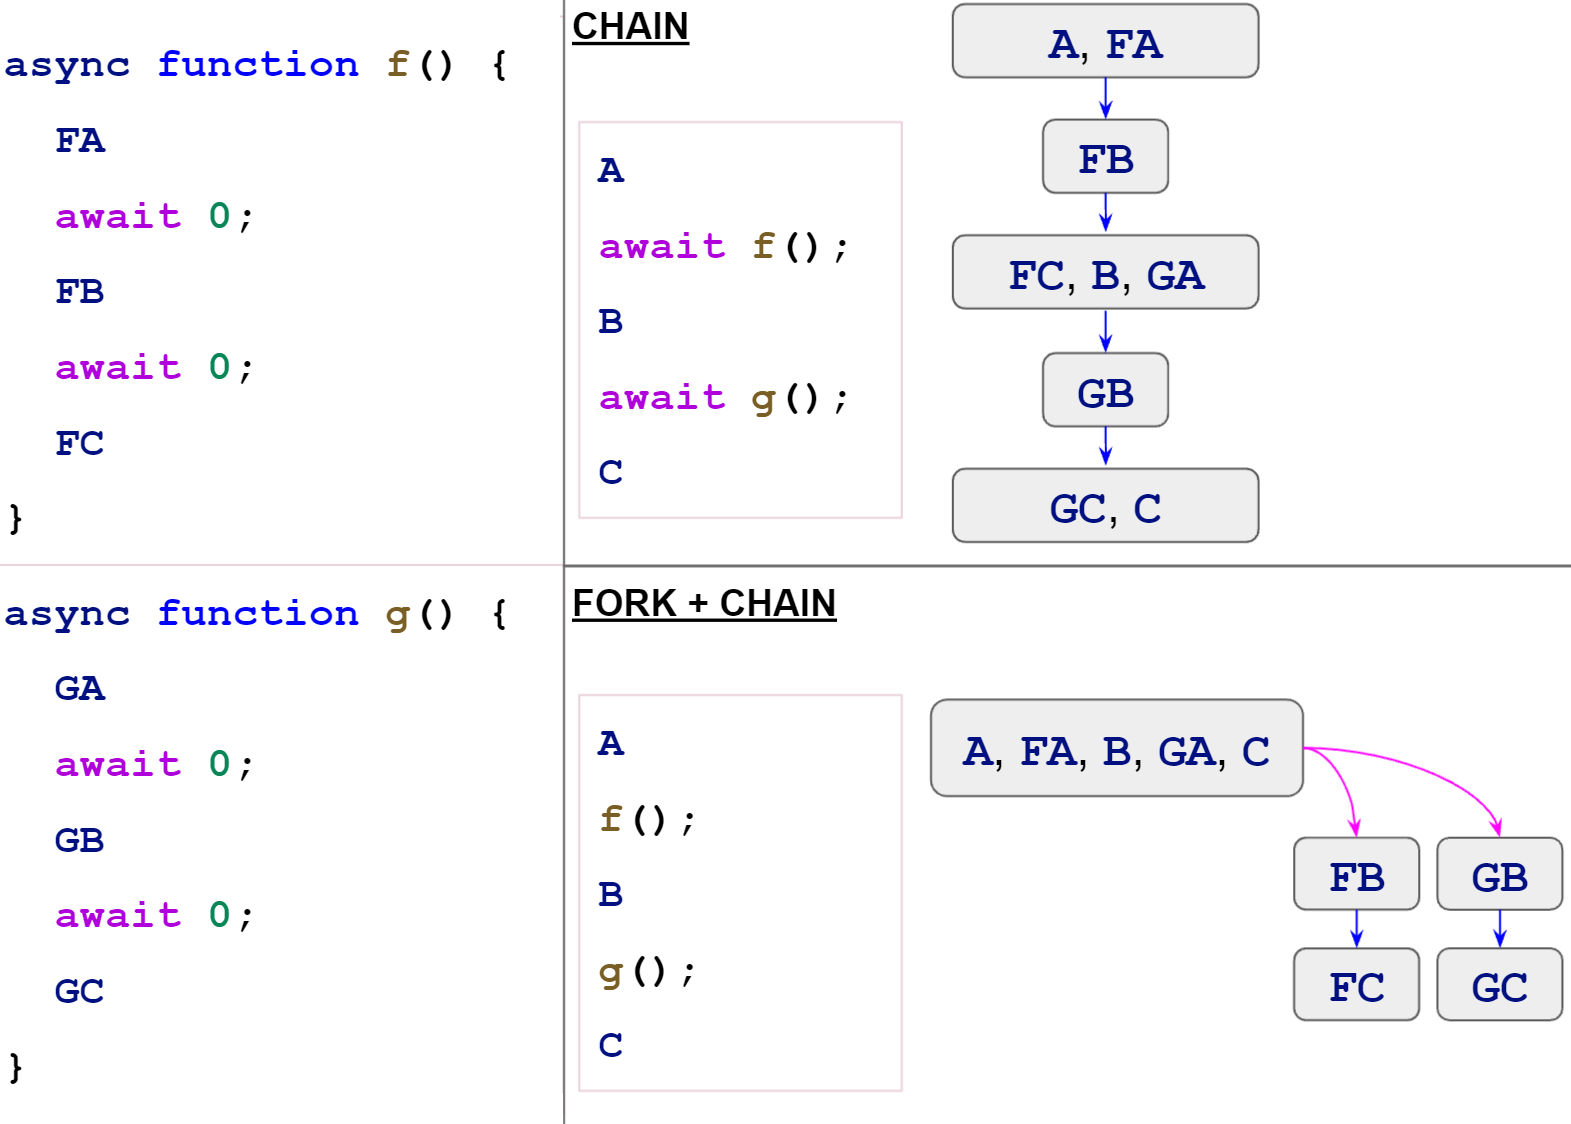 async function f() {
FA
await 0;
FB
await 0;
FC
}
async function g() {
GA
await 0;
GB
await 0;
GC
}
CHAIN
A
await f();
B
await g();
C
A, FA
FB
FC, B, GA
GB
GC, C
FORK + CHAIN
A
f();
B
g();
C
A, FA, B, GA, C
FB GB
FC GC